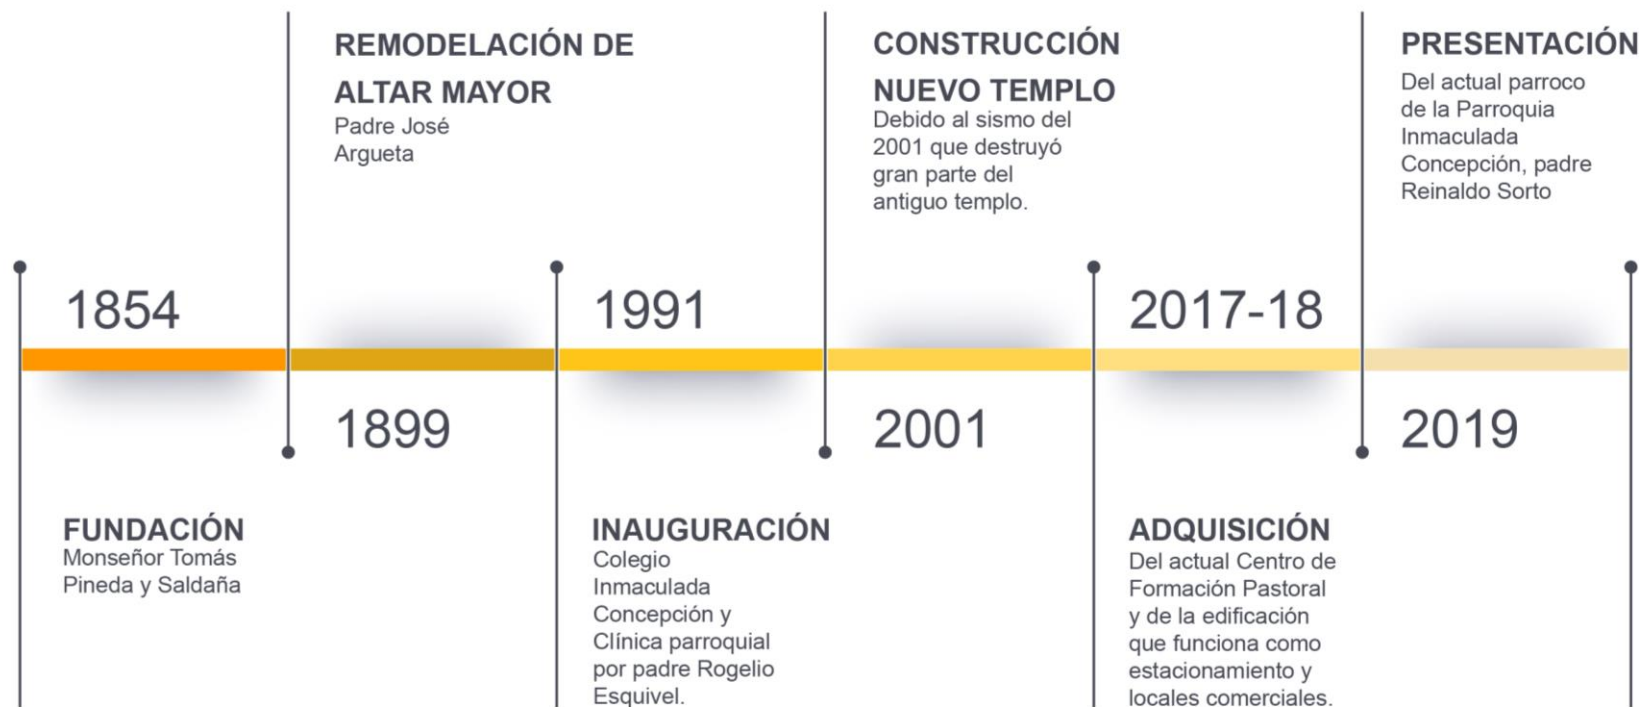 1854
FUNDACIÓN
Monseñor Tomás
Pineda y Saldaña
REMODELACIÓN DE
ALTAR MAYOR
Padre José
Argueta
1899
1991
INAUGURACIÓN
Colegio
Inmaculada
Concepción y
Clínica parroquial
por padre Rogelio
Esquivel.
CONSTRUCCIÓN
NUEVO TEMPLO
Debido al sismo del
2001 que destruyó
gran parte del
antiguo templo.
2001
2017-18
ADQUISICIÓN
Del actual Centro de
Formación Pastoral
y de la edificación
que funciona como
estacionamiento y
locales comerciales.
PRESENTACIÓN
Del actual parroco
de la Parroquia
Inmaculada
Concepción, padre
Reinaldo Sorto
2019